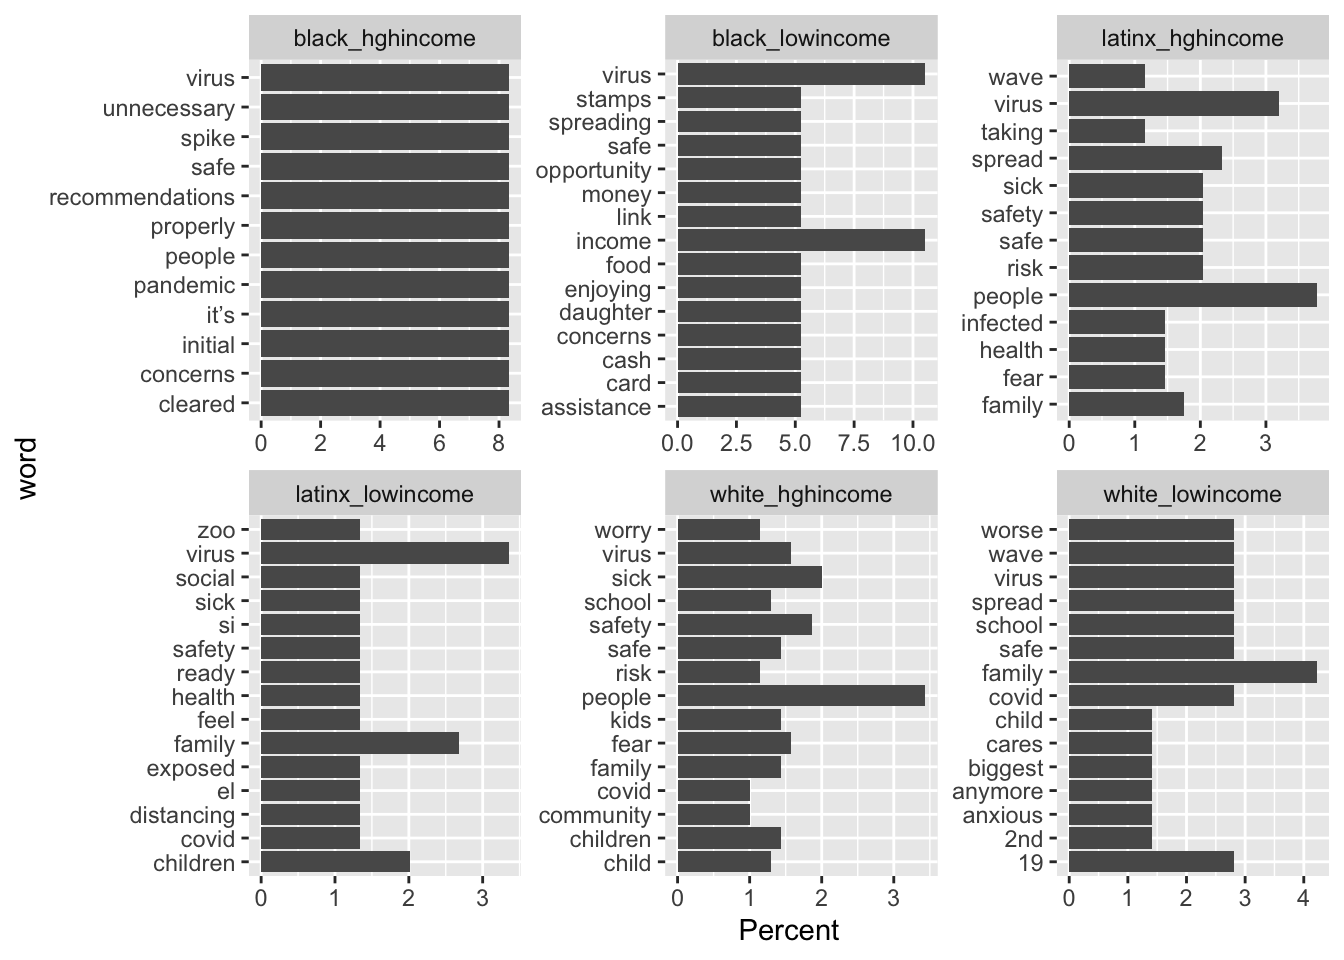 word
black_hghincome
virus
unnecessary
spike
safe
recommendations
properly
people
pandemic
it’s
initial
concerns
cleared
0 2 4 6 8
black_lowincome
virus
stamps
spreading
safe
opportunity
money
link
income
food
enjoying
daughter
concerns
cash
card
assistance
0.0 2.5 5.0 7.5 10.0
latinx_hghincome
wave
virus
taking
spread
sick
safety
safe
risk
people
infected
health
fear
family
0 1 2 3
latinx_lowincome
zoo
virus
social
sick
si
safety
ready
health
feel
family
exposed
el
distancing
covid
children
0 1 2 3
white_hghincome
worry
virus
sick
school
safety
safe
risk
people
kids
fear
family
covid
community
children
child
0 1 2 3
white_lowincome
worse
wave
virus
spread
school
safe
family
covid
child
cares
biggest
anymore
anxious
2nd
19
0 1 2 3 4
Percent